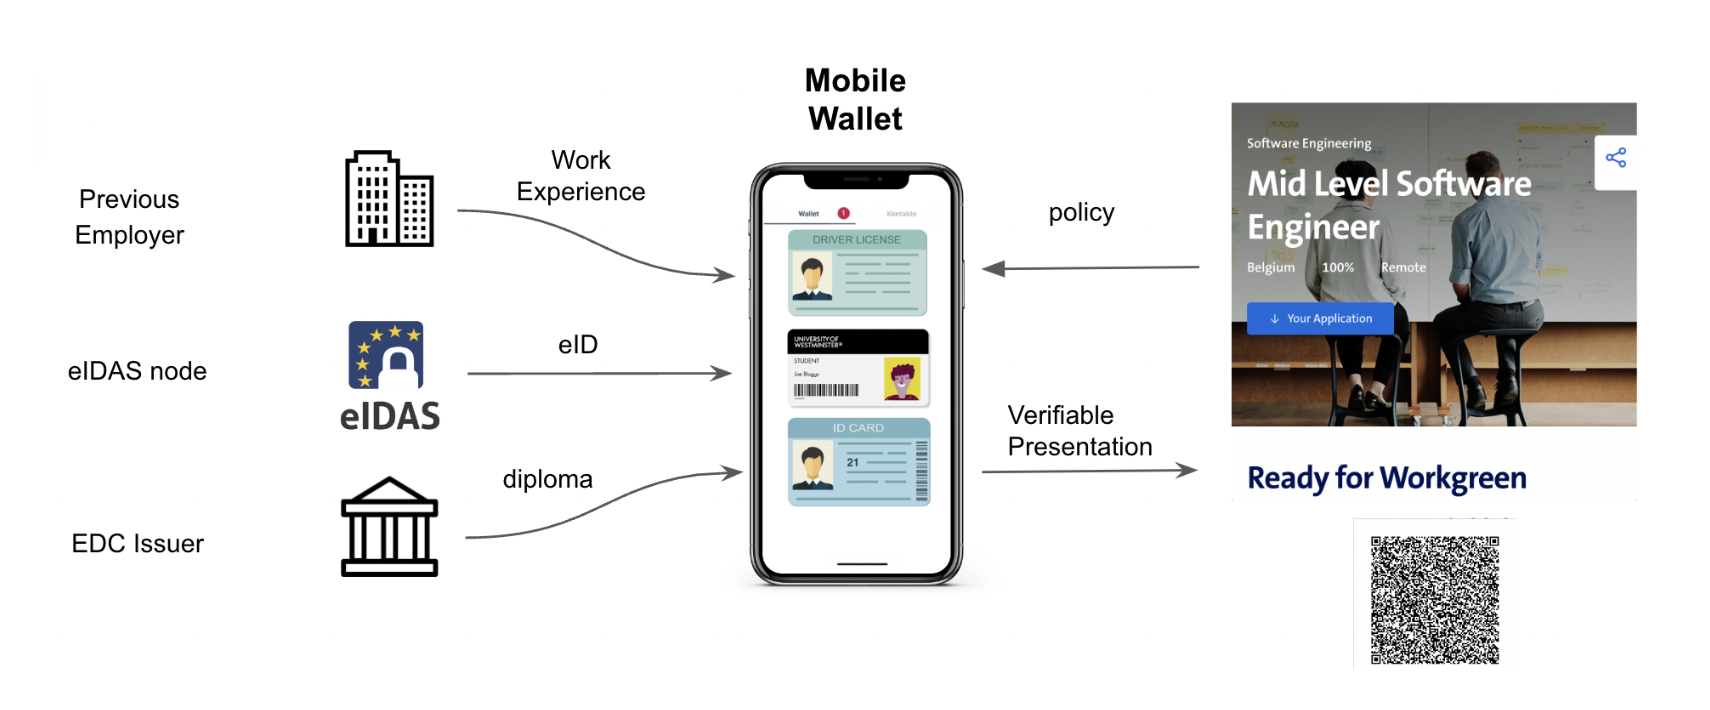 Mobile
Wallet
Previous
Employer
Work
Experience
eIDAS node
eIDAS
eID
EDC Issuer
diploma
Wallet
1
Kontakte
DRIVER LICENSE
UNIVERSITY OF
WESTMINSTER
STUDENT
Joe Bloggs
ID CARD
21
policy
Verifiable
Presentation
Software Engineering
Mid Level Software
Engineer
Belgium 100% Remote
↓ Your Application
Ready for Workgreen